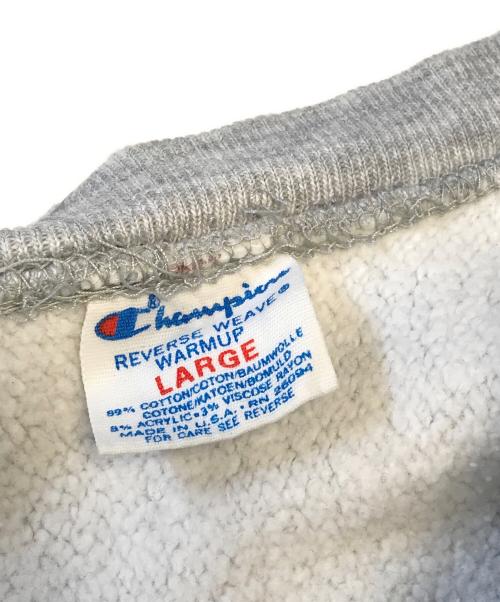 Champion®
REVERSE WEAVE®
WARMUP
LARGE
89% COTTON/COTON/BAUMWOLLE
COTONE/KATOEN/BOMULD
8% ACRYLIC•3% VISCOSE RAYON
MADE IN U.S.A.•RN 26094
FOR CARE SEE REVERSE